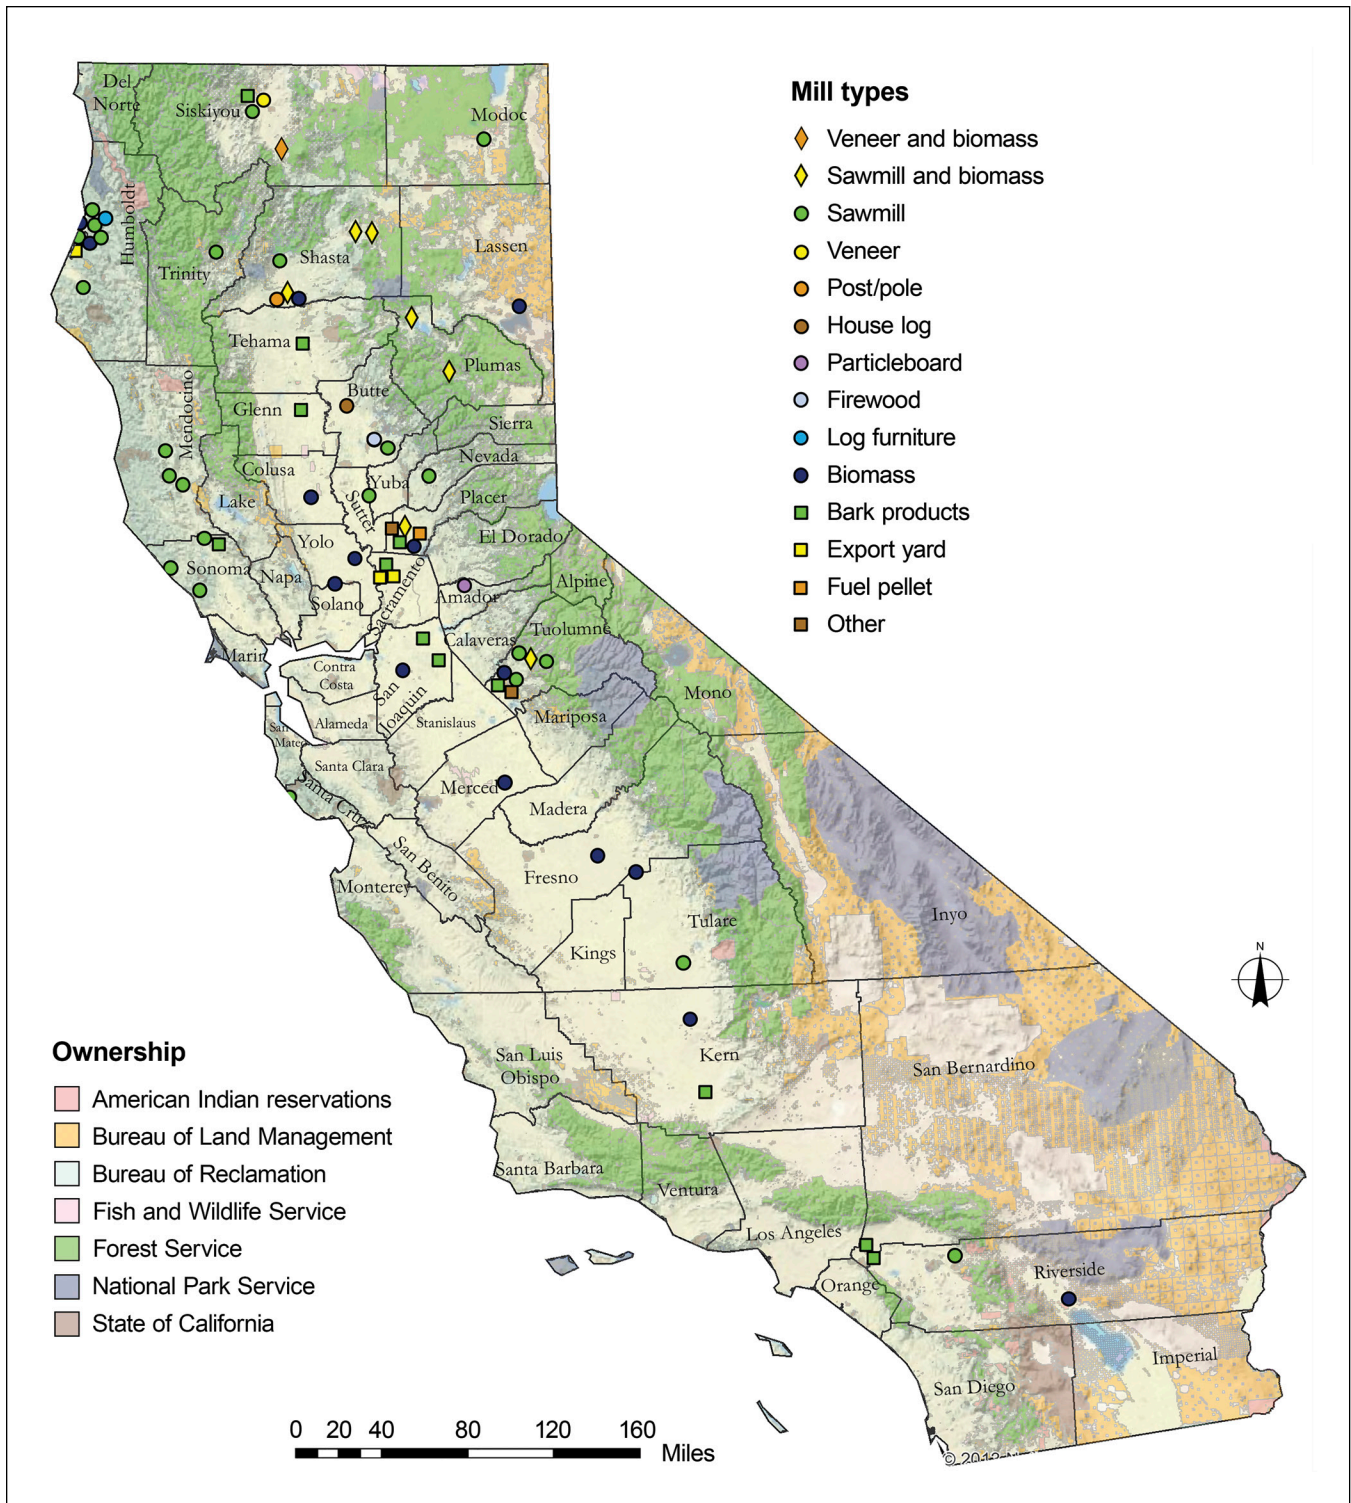 Del
Norte
Siskiyou
Modoc
Humboldt
Trinity
Shasta
Lassen
Tehama
Plumas
Butte
Glenn
Mendocino
Sierra
Nevada
Colusa
Yuba
Sutter
Placer
Lake
Yolo
El Dorado
Sonoma
Napa
Solano
Sacramento
Amador
Alpine
Marin
Calaveras
Tuolumne
Contra
Costa
San
Joaquin
Mono
Alameda
Stanislaus
Mariposa
San
Mateo
Santa Clara
Santa Cruz
Merced
Madera
San Benito
Monterey
Fresno
Inyo
Tulare
Kings
San Luis
Obispo
Kern
San Bernardino
Santa Barbara
Ventura
Los Angeles
Riverside
Orange
Imperial
San Diego
Mill types
Veneer and biomass
Sawmill and biomass
Sawmill
Veneer
Post/pole
House log
Particleboard
Firewood
Log furniture
Biomass
Bark products
Export yard
Fuel pellet
Other
N
Ownership
American Indian reservations
Bureau of Land Management
Bureau of Reclamation
Fish and Wildlife Service
Forest Service
National Park Service
State of California
0 20 40 80 120 160
Miles